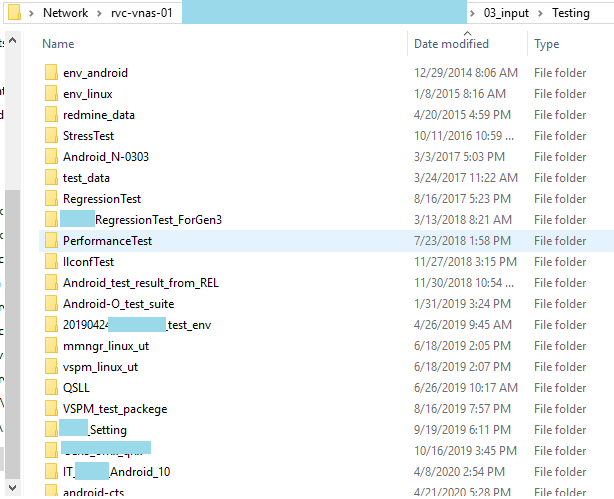 Network rvc-vnas-01 03_input Testing
Name Date modified Type
env_android 12/29/2014 8:06 AM File folder
env_linux 1/8/2015 8:16 AM File folder
redmine_data 4/20/2015 4:59 PM File folder
StressTest 10/11/2016 10:59 ... File folder
Android_N-0303 3/3/2017 5:03 PM File folder
test_data 3/24/2017 11:22 AM File folder
RegressionTest 8/16/2017 5:23 PM File folder
RegressionTest_ForGen3 3/13/2018 8:21 AM File folder
PerformanceTest 7/23/2018 1:58 PM File folder
IIconfTest 11/27/2018 3:15 PM File folder
Android_test_result_from_REL 11/30/2018 10:54 ... File folder
Android-O_test_suite 1/31/2019 3:24 PM File folder
20190424 _test_env 4/26/2019 9:45 AM File folder
mmngr_linux_ut 6/18/2019 2:05 PM File folder
vspm_linux_ut 6/18/2019 2:07 PM File folder
QSLL 6/26/2019 10:17 AM File folder
VSPM_test_packege 8/16/2019 7:57 PM File folder
_Setting 9/19/2019 6:11 PM File folder
10/16/2019 3:45 PM File folder
IT_ _Android_10 4/8/2020 2:54 PM File folder
android-cts 4/21/2020 5:28 PM File folder